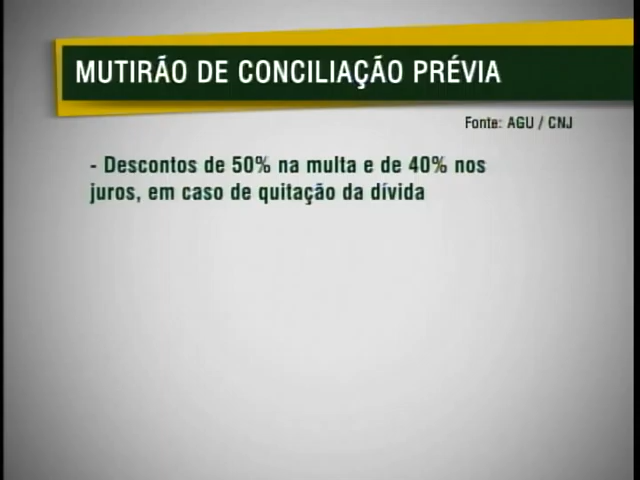 MUTIRÃO DE CONCILIAÇÃO PRÉVIA
Fonte: AGU / CNJ
- Descontos de 50% na multa e de 40% nos
juros, em caso de quitação da dívida